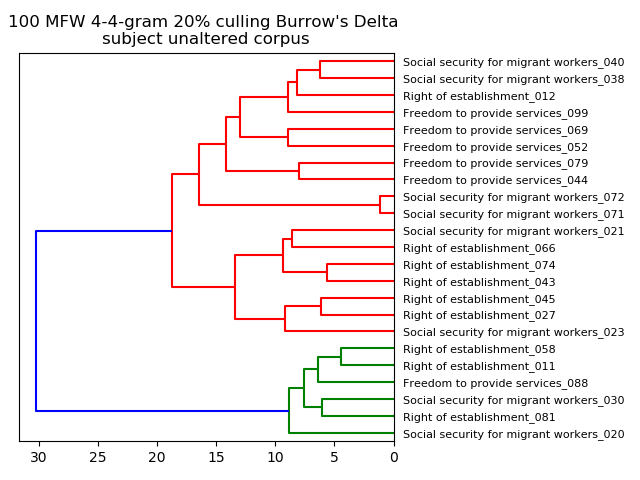 100 MFW 4-4-gram 20% culling Burrow's Delta
subject unaltered corpus
Social security for migrant workers_040
Social security for migrant workers_038
Right of establishment_012
Freedom to provide services_099
Freedom to provide services_069
Freedom to provide services_052
Freedom to provide services_079
Freedom to provide services_044
Social security for migrant workers_072
Social security for migrant workers_071
Social security for migrant workers_021
Right of establishment_066
Right of establishment_074
Right of establishment_043
Right of establishment_045
Right of establishment_027
Social security for migrant workers_023
Right of establishment_058
Right of establishment_011
Freedom to provide services_088
Social security for migrant workers_030
Right of establishment_081
Social security for migrant workers_020
30 25 20 15 10 5 0